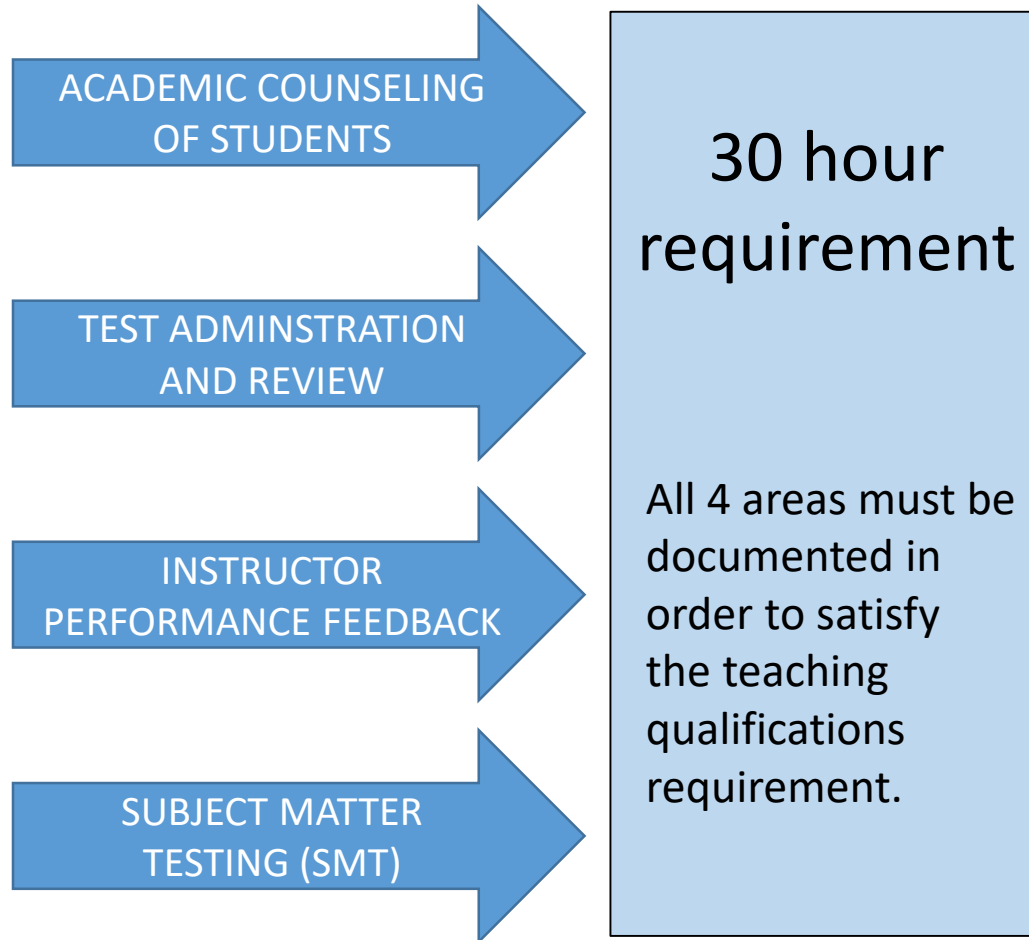 ACADEMIC COUNSELING
OF STUDENTS
TEST ADMINSTRATION
AND REVIEW
INSTRUCTOR
PERFORMANCE FEEDBACK
SUBJECT MATTER
TESTING (SMT)
30 hour
requirement
All 4 areas must be
documented in
order to satisfy
the teaching
qualifications
requirement.